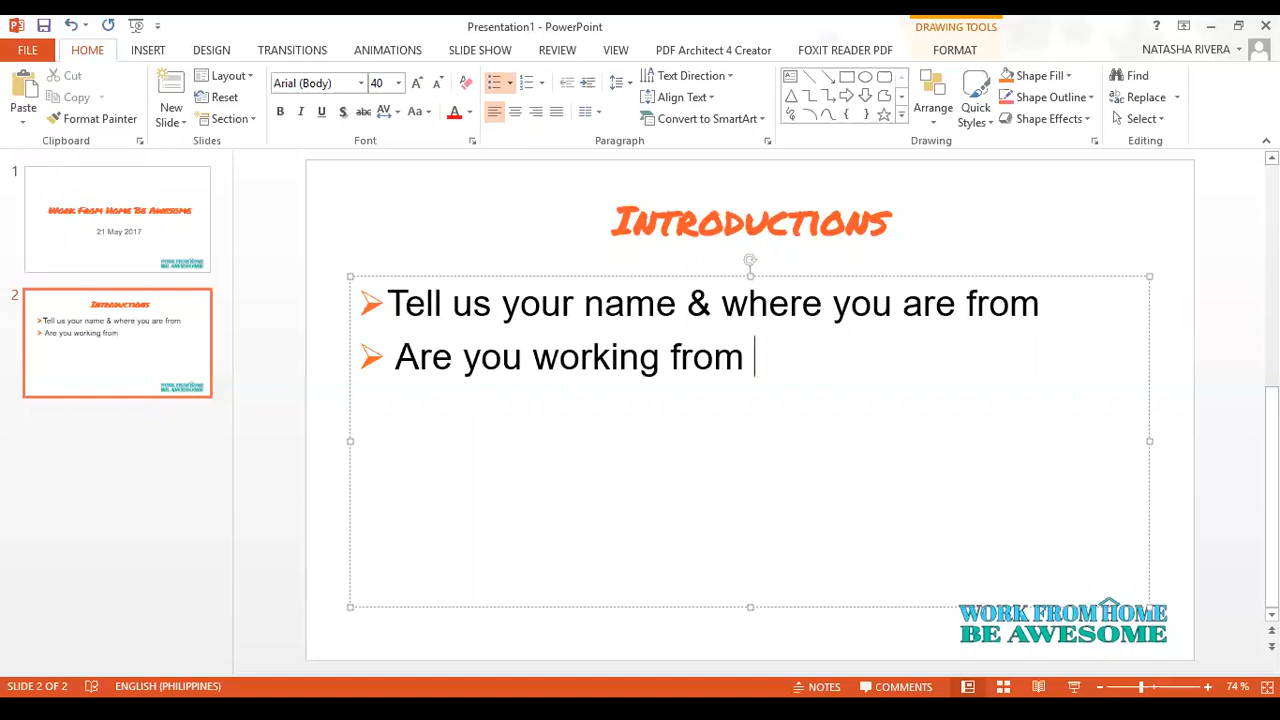 Presentation1 - PowerPoint
DRAWING TOOLS
FILE HOME INSERT DESIGN TRANSITIONS ANIMATIONS SLIDE SHOW REVIEW VIEW PDF Architect 4 Creator FOXIT READER PDF FORMAT NATASHA RIVERA
Paste
Cut
Copy
Format Painter
Clipboard
New
Slide
Layout
Reset
Section
Slides
Arial (Body) 40
Font
Paragraph
Text Direction
Align Text
Convert to SmartArt
Arrange
Quick
Styles
Shape Fill
Shape Outline
Shape Effects
Drawing
Find
Replace
Select
Editing
1
Work From Home Be Awesome
21 May 2017
WORK FROM HOME
BE AWESOME
2
Introductions
Tell us your name & where you are from
Are you working from
WORK FROM HOME
BE AWESOME
Introductions
Tell us your name & where you are from
Are you working from
WORK FROM HOME
BE AWESOME
SLIDE 2 OF 2 ENGLISH (PHILIPPINES) NOTES COMMENTS 74 %